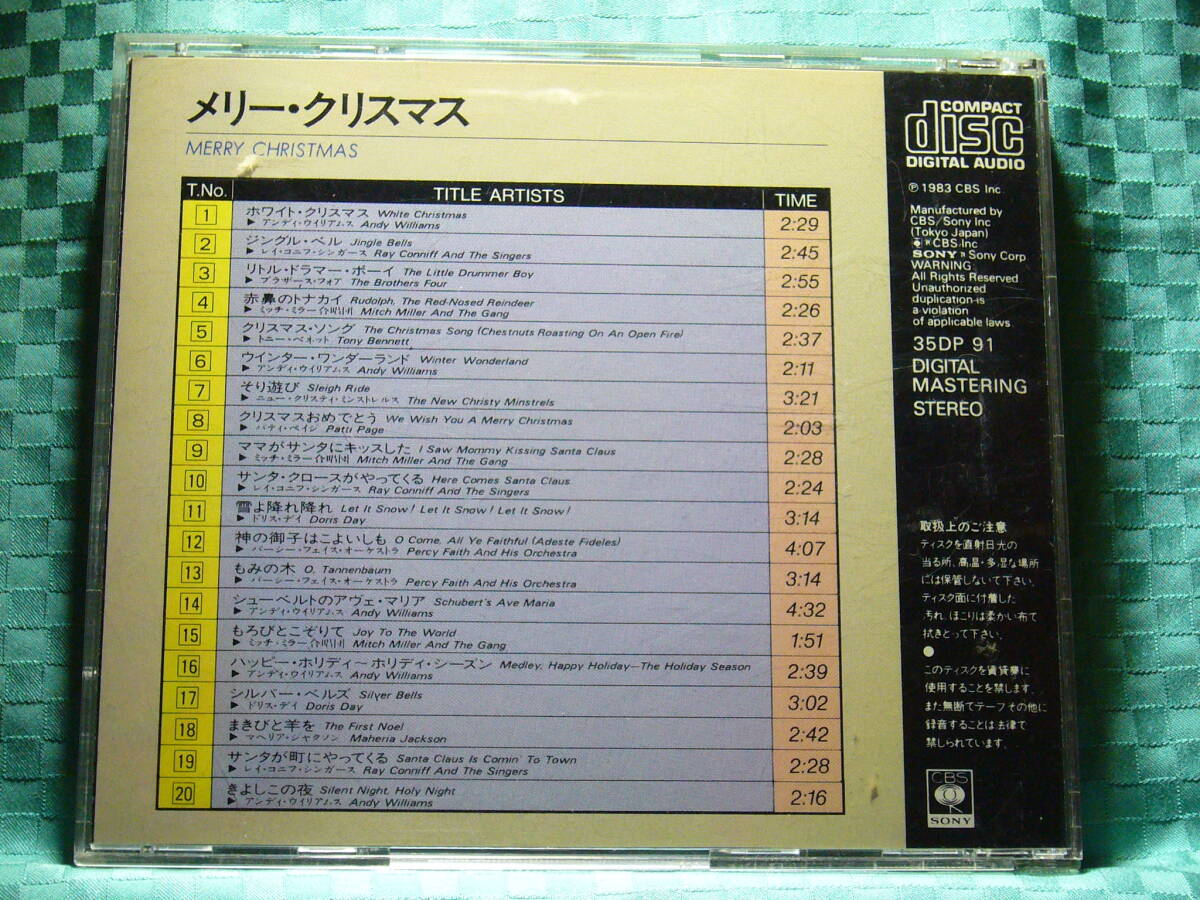 メリー・クリスマス
MERRY CHRISTMAS
T.No. TITLE ARTISTS TIME
1 ホワイト・クリスマス White Christmas 2:29
▶ アンディ・ウイリアムス Andy Williams
2 ジングル・ベル Jingle Bells 2:45
▶ レイ・コニフ・シンガース Ray Conniff And The Singers
3 リトル・ドラマー・ボーイ The Little Drummer Boy 2:55
▶ ブラザース・フォア The Brothers Four
4 赤鼻のトナカイ Rudolph, The Red-Nosed Reindeer 2:26
▶ ミッチ・ミラー合唱団 Mitch Miller And The Gang
5 クリスマス・ソング The Christmas Song (Chestnuts Roasting On An Open Fire) 2:37
▶ トニー・ベネット Tony Bennett
6 ウインター・ワンダーランド Winter Wonderland 2:11
▶ アンディ・ウイリアムス Andy Williams
7 そり遊び Sleigh Ride 3:21
▶ ニュー・クリスティ・ミンストレルス The New Christy Minstrels
8 クリスマスおめでとう We Wish You A Merry Christmas 2:03
▶ パティ・ペイジ Patti Page
9 ママがサンタにキッスした I Saw Mommy Kissing Santa Claus 2:28
▶ ミッチ・ミラー合唱団 Mitch Miller And The Gang
10 サンタ・クロースがやってくる Here Comes Santa Claus 2:24
▶ レイ・コニフ・シンガース Ray Conniff And The Singers
11 雪よ降れ降れ Let It Snow! Let It Snow! Let It Snow! 3:14
▶ ドリス・デイ Doris Day
12 神の御子はこよいしも O Come, All Ye Faithful (Adeste Fideles) 4:07
▶ パーシー・フェイス・オーケストラ Percy Faith And His Orchestra
13 もみの木 O, Tannenbaum 3:14
▶ パーシー・フェイス・オーケストラ Percy Faith And His Orchestra
14 シューベルトのアヴェ・マリア Schubert's Ave Maria 4:32
▶ アンディ・ウイリアムス Andy Williams
15 もろびとこぞりて Joy To The World 1:51
▶ ミッチ・ミラー合唱団 Mitch Miller And The Gang
16 ハッピー・ホリディ〜ホリディ・シーズン Medley, Happy Holiday—The Holiday Season 2:39
▶ アンディ・ウイリアムス Andy Williams
17 シルバー・ベルズ Silver Bells 3:02
▶ ドリス・デイ Doris Day
18 まきびと羊を The First Noel 2:42
▶ マヘリア・ジャクソン Maheria Jackson
19 サンタが町にやってくる Santa Claus Is Comin' To Town 2:28
▶ レイ・コニフ・シンガース Ray Conniff And The Singers
20 きよしこの夜 Silent Night, Holy Night 2:16
▶ アンディ・ウイリアムス Andy Williams
COMPACT
disc
DIGITAL AUDIO
℗ 1983 CBS Inc.
Manufactured by
CBS/Sony Inc
(Tokyo Japan)
CBS Inc
SONY Sony Corp
WARNING:
All Rights Reserved
Unauthorized
duplication is
a violation
of applicable laws.
35DP 91
DIGITAL
MASTERING
STEREO
取扱上のご注意
ディスクを直射日光の
当る所、高温・多湿な場所
には保管しないで下さい。
ディスク面に付着した
汚れ、ほこりは柔かい布で
拭きとって下さい。
●
このディスクを賃貸業に
使用することを禁します。
また無断でテープその他に
録音することは法律で
禁じられています。
CBS
SONY